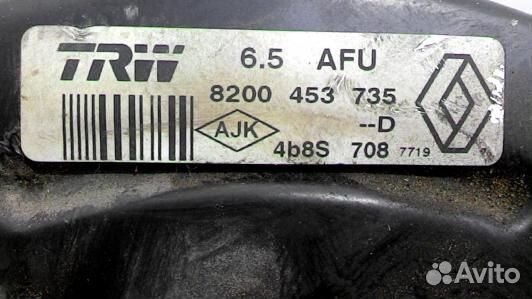 TRW 6.5 AFU
8200 453 735
AJK --D
4b8S 708 7719
Avito